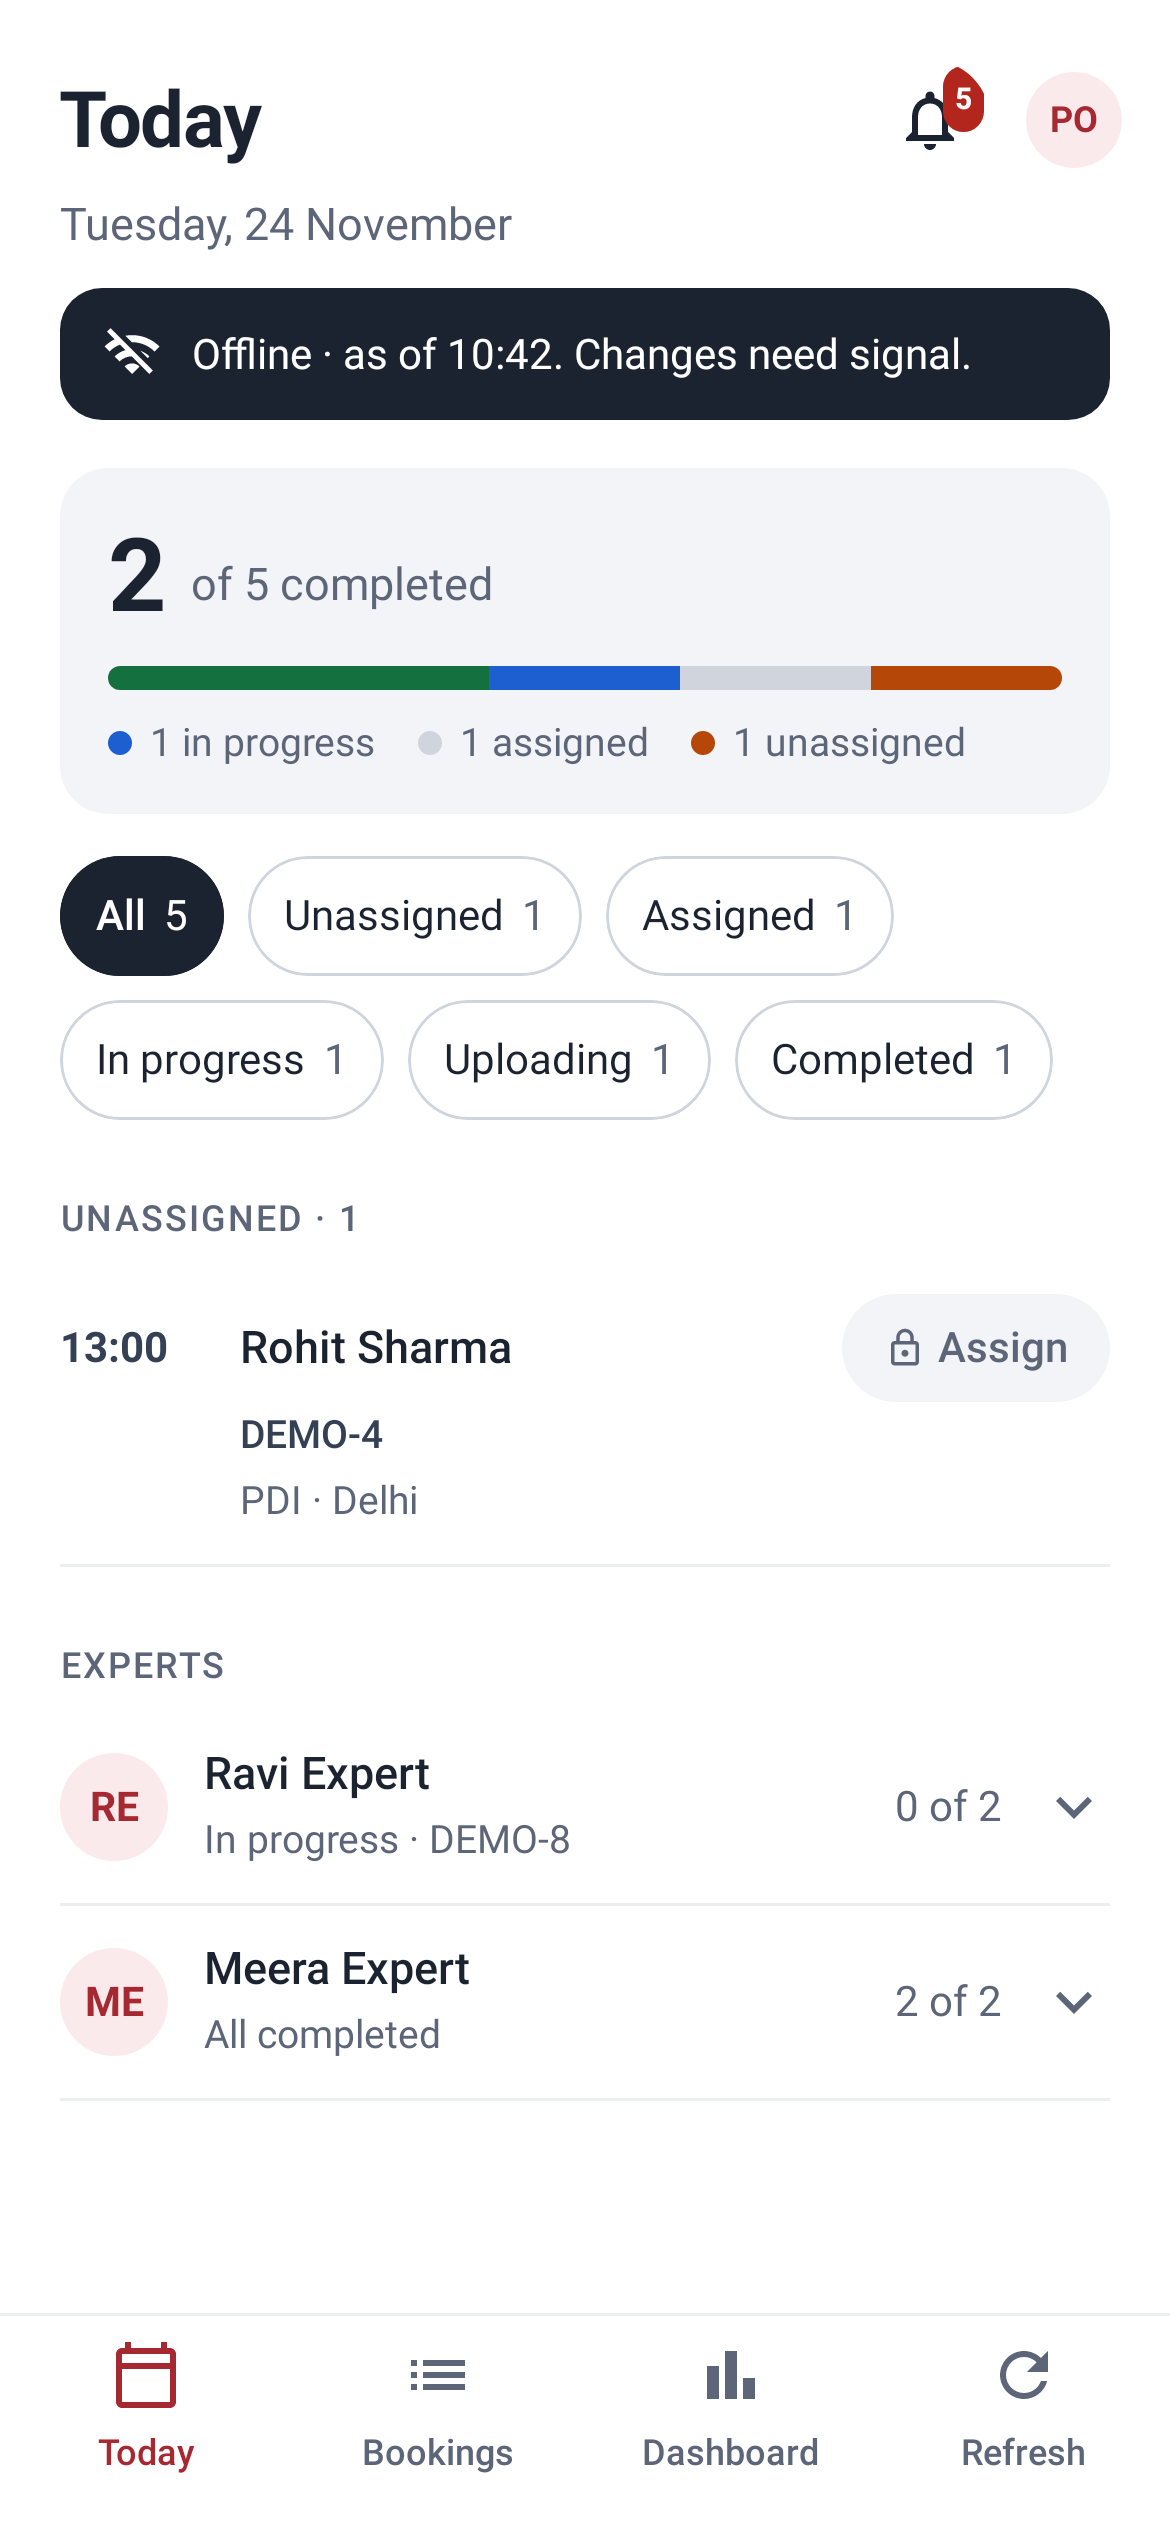 Today
5
PO
Tuesday, 24 November
Offline · as of 10:42. Changes need signal.
2 of 5 completed
1 in progress 1 assigned 1 unassigned
All 5 Unassigned 1 Assigned 1
In progress 1 Uploading 1 Completed 1
UNASSIGNED · 1
13:00 Rohit Sharma Assign
DEMO-4
PDI · Delhi
EXPERTS
RE Ravi Expert 0 of 2
In progress · DEMO-8
ME Meera Expert 2 of 2
All completed
Today Bookings Dashboard Refresh